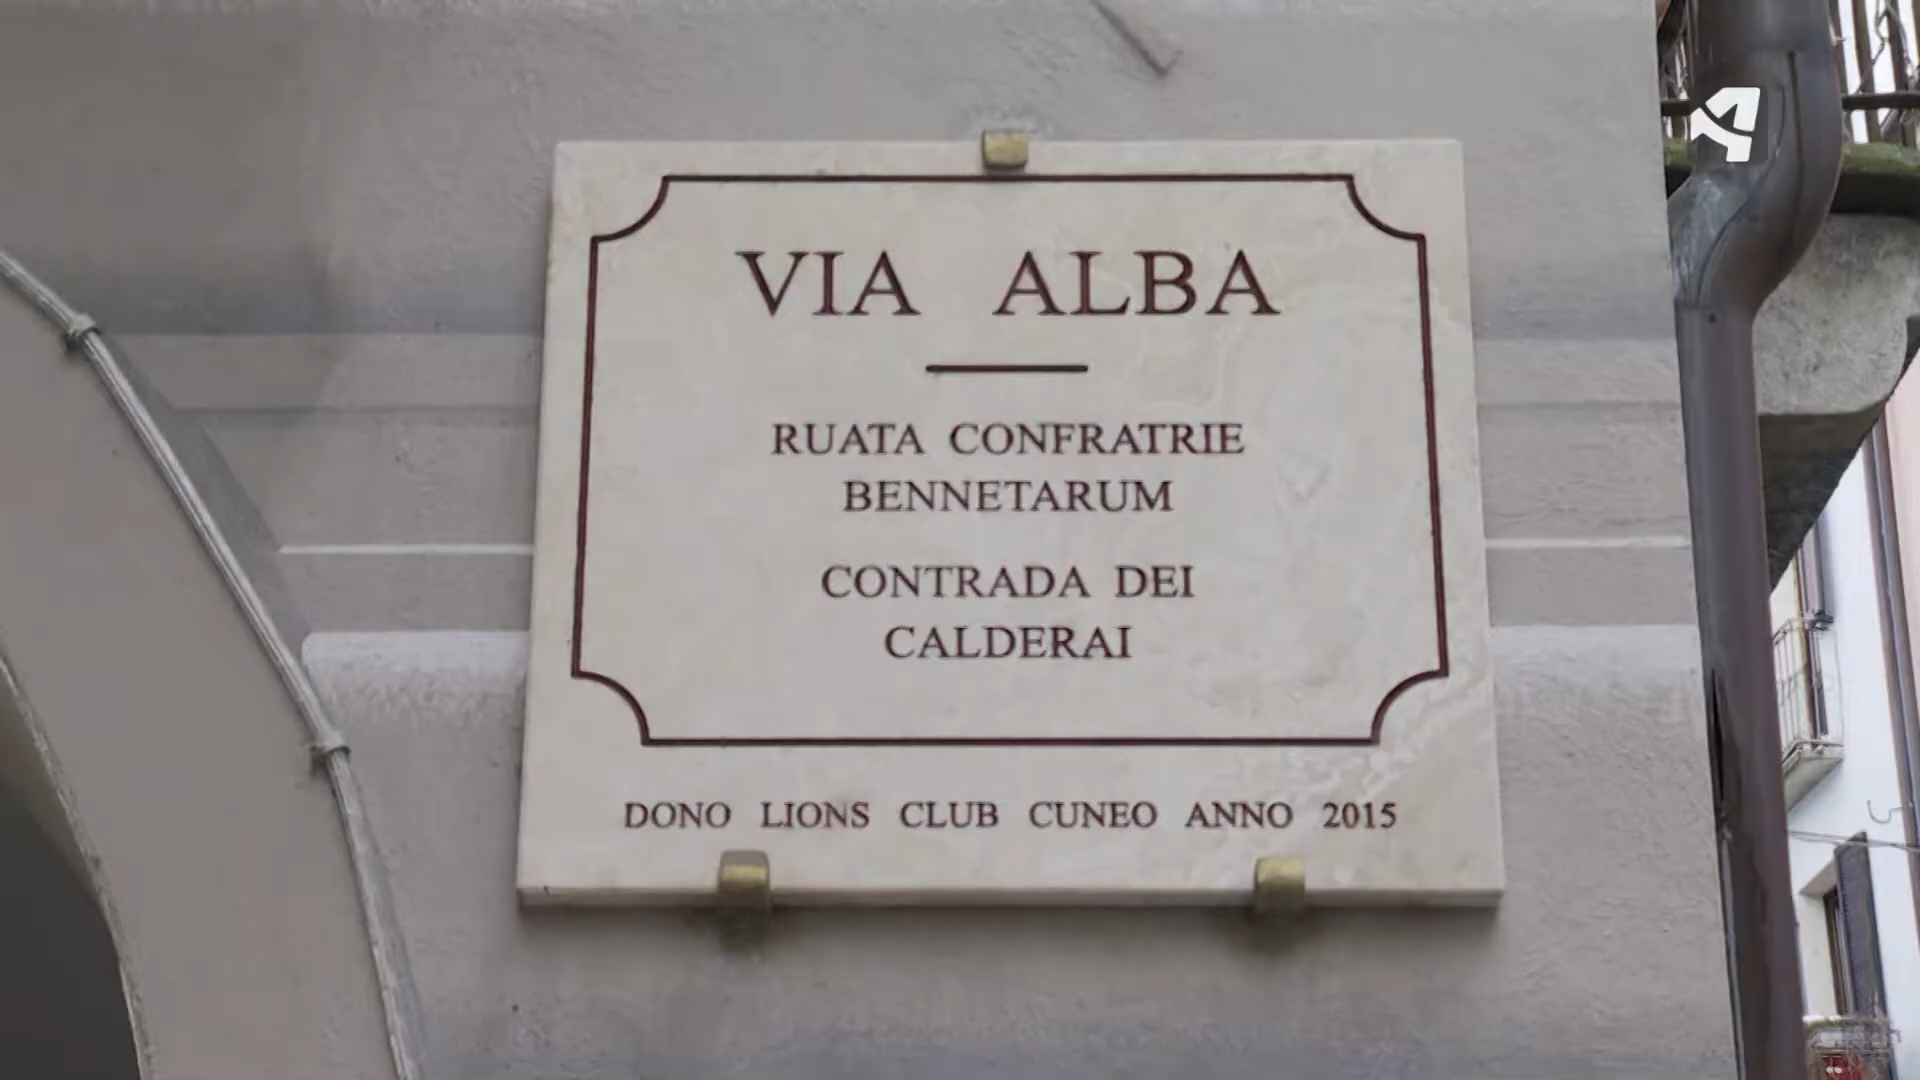 VIA ALBA
RUATA CONFRATRIE
BENNETARUM
CONTRADA DEI
CALDERAI
DONO LIONS CLUB CUNEO ANNO 2015